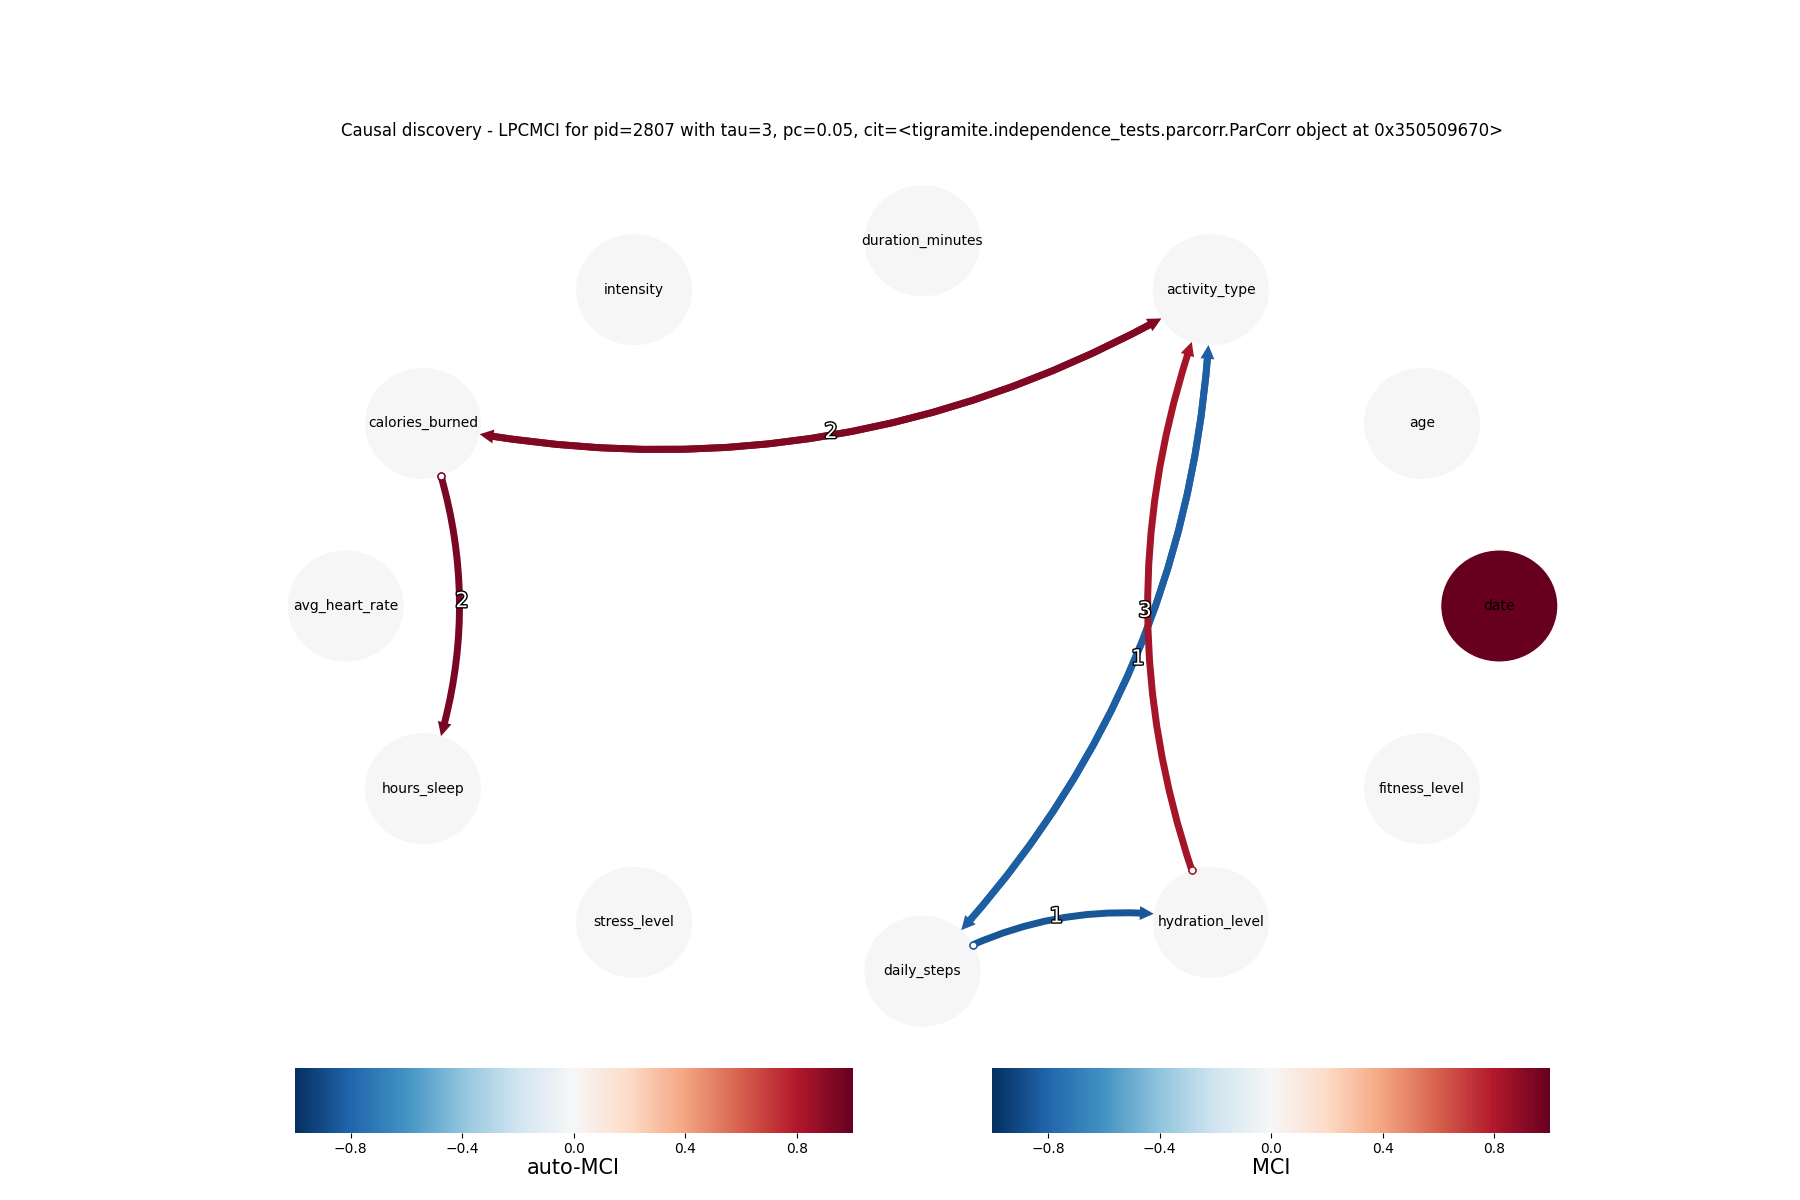 Causal discovery - LPCMCI for pid=2807 with tau=3, pc=0.05, cit=<tigramite.independence_tests.parcorr.ParCorr object at 0x350509670>
duration_minutes
intensity
activity_type
calories_burned
age
2
avg_heart_rate
2
3
date
1
hours_sleep
fitness_level
stress_level
1
hydration_level
daily_steps
−0.8 −0.4 0.0 0.4 0.8
auto-MCI
−0.8 −0.4 0.0 0.4 0.8
MCI